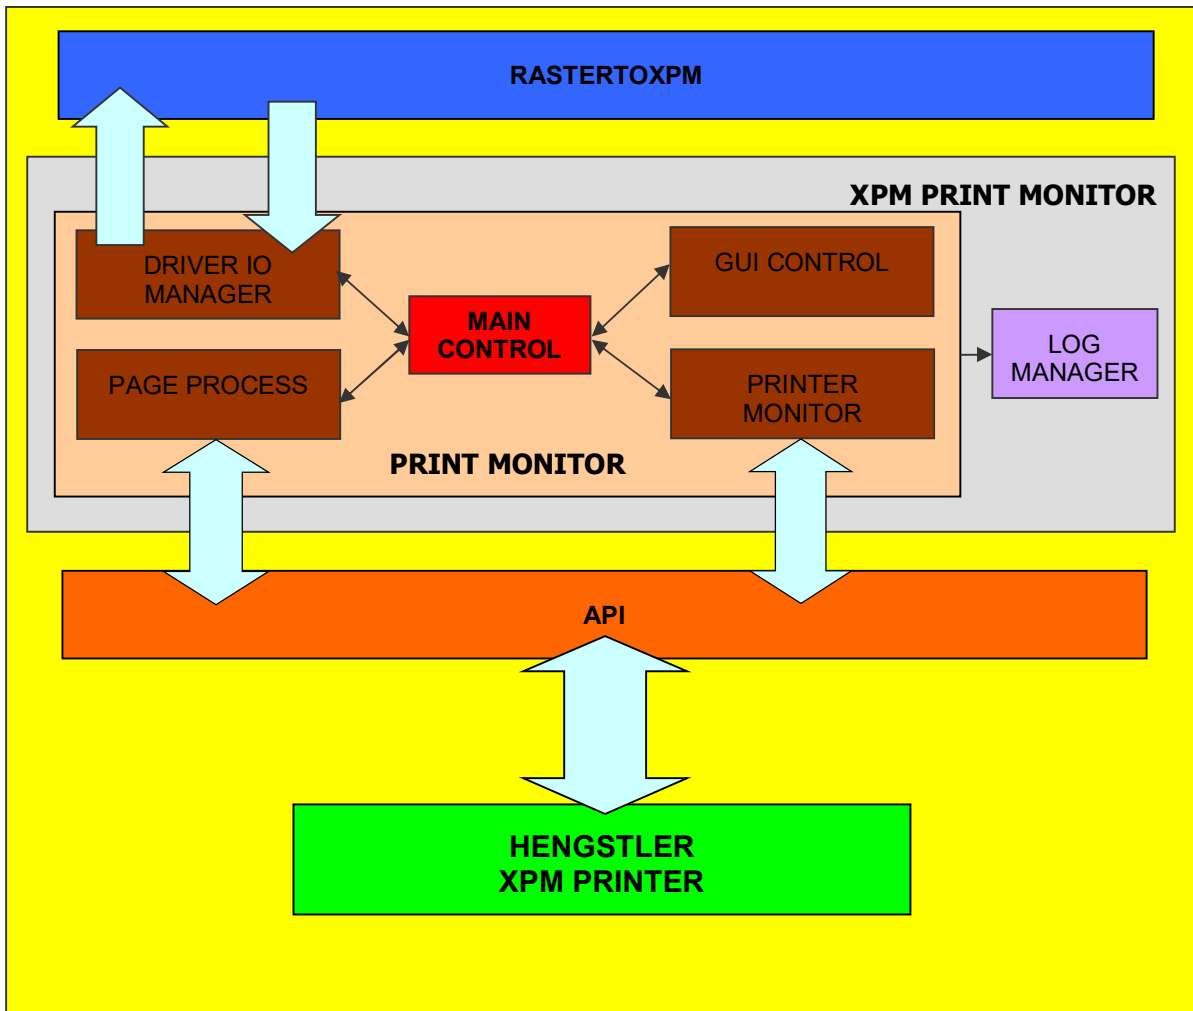 RASTERTOXPM
XPM PRINT MONITOR
DRIVER IO
MANAGER
GUI CONTROL
MAIN
CONTROL
LOG
MANAGER
PAGE PROCESS
PRINTER
MONITOR
PRINT MONITOR
API
HENGSTLER
XPM PRINTER